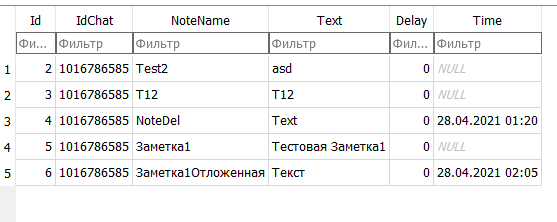 Id IdChat NoteName Text Delay Time
Фи... Фильтр Фильтр Фильтр Фил... Фильтр
1 2 1016786585 Test2 asd 0 NULL
2 3 1016786585 T12 T12 0 NULL
3 4 1016786585 NoteDel Text 0 28.04.2021 01:20
4 5 1016786585 Заметка1 Тестовая Заметка1 0 NULL
5 6 1016786585 Заметка1Отложенная Текст 0 28.04.2021 02:05